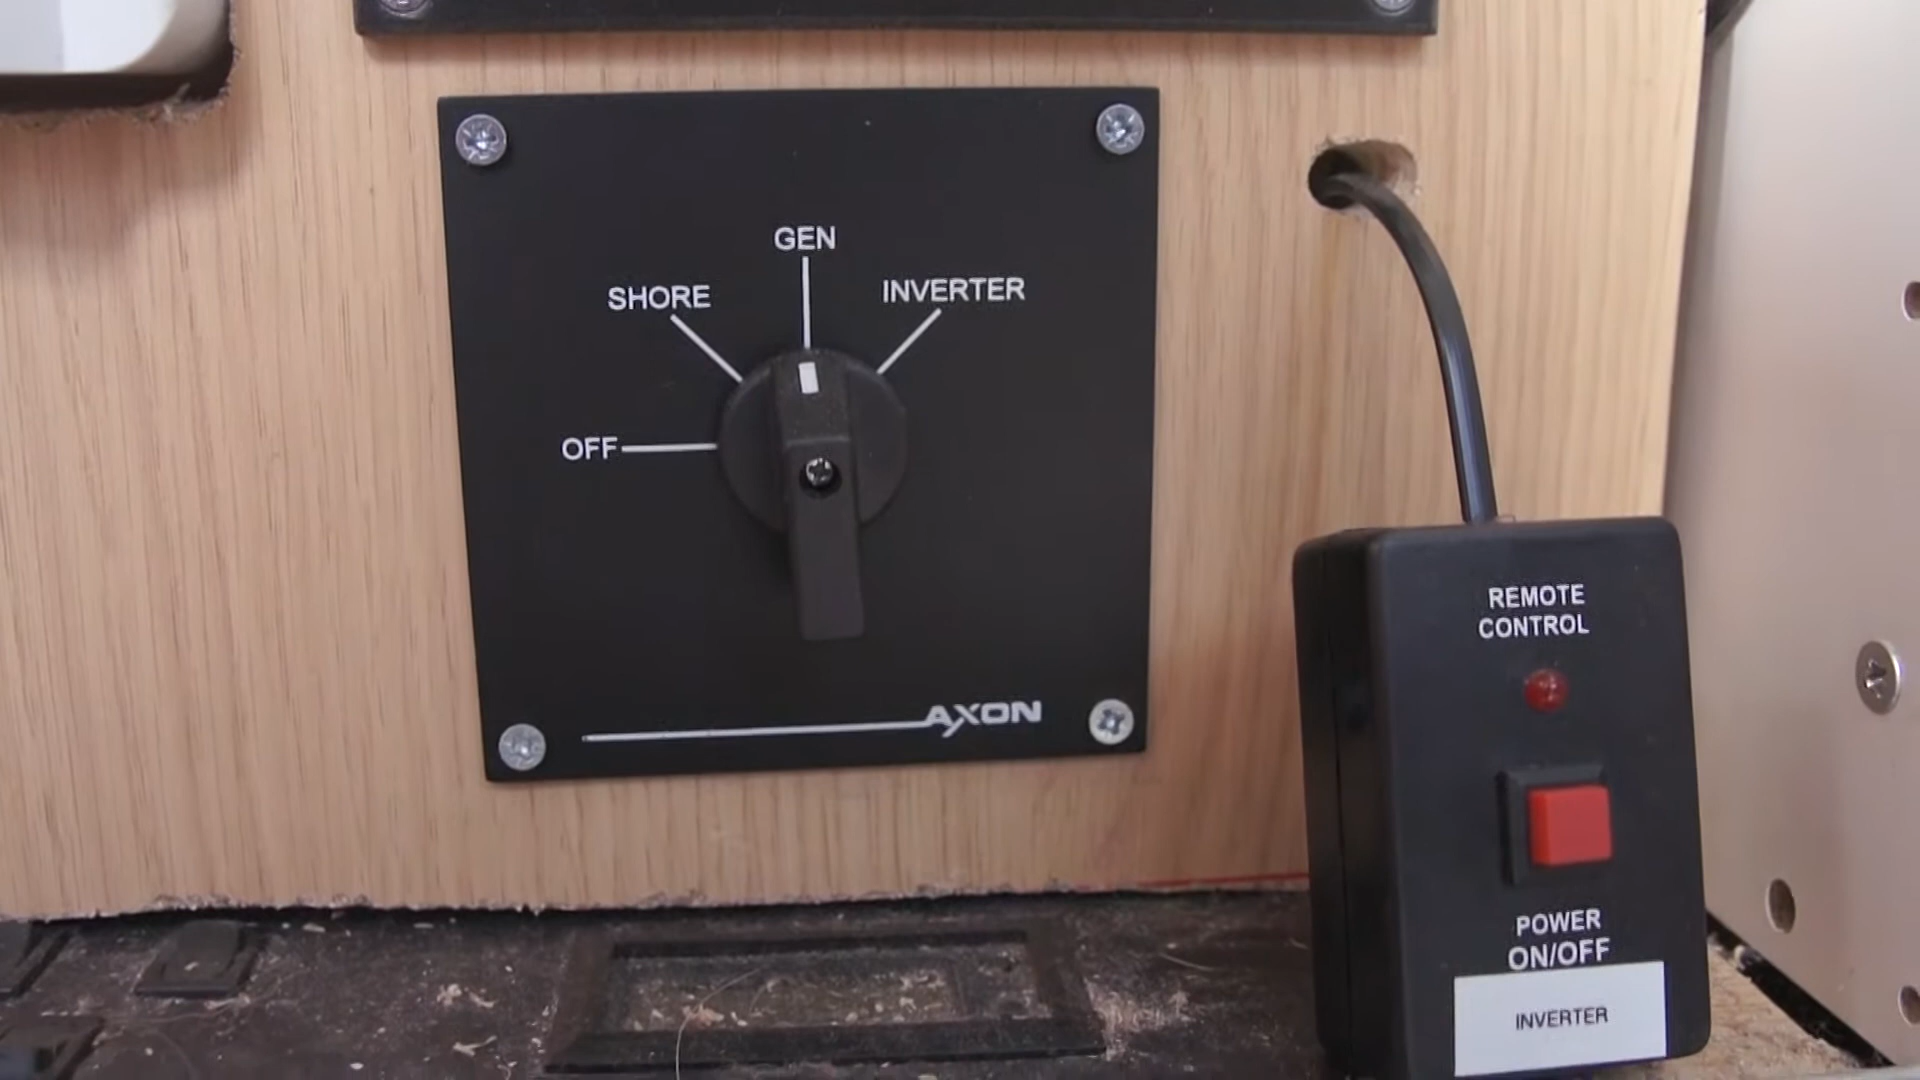 GEN
SHORE
INVERTER
OFF
AXON
REMOTE
CONTROL
POWER
ON/OFF
INVERTER